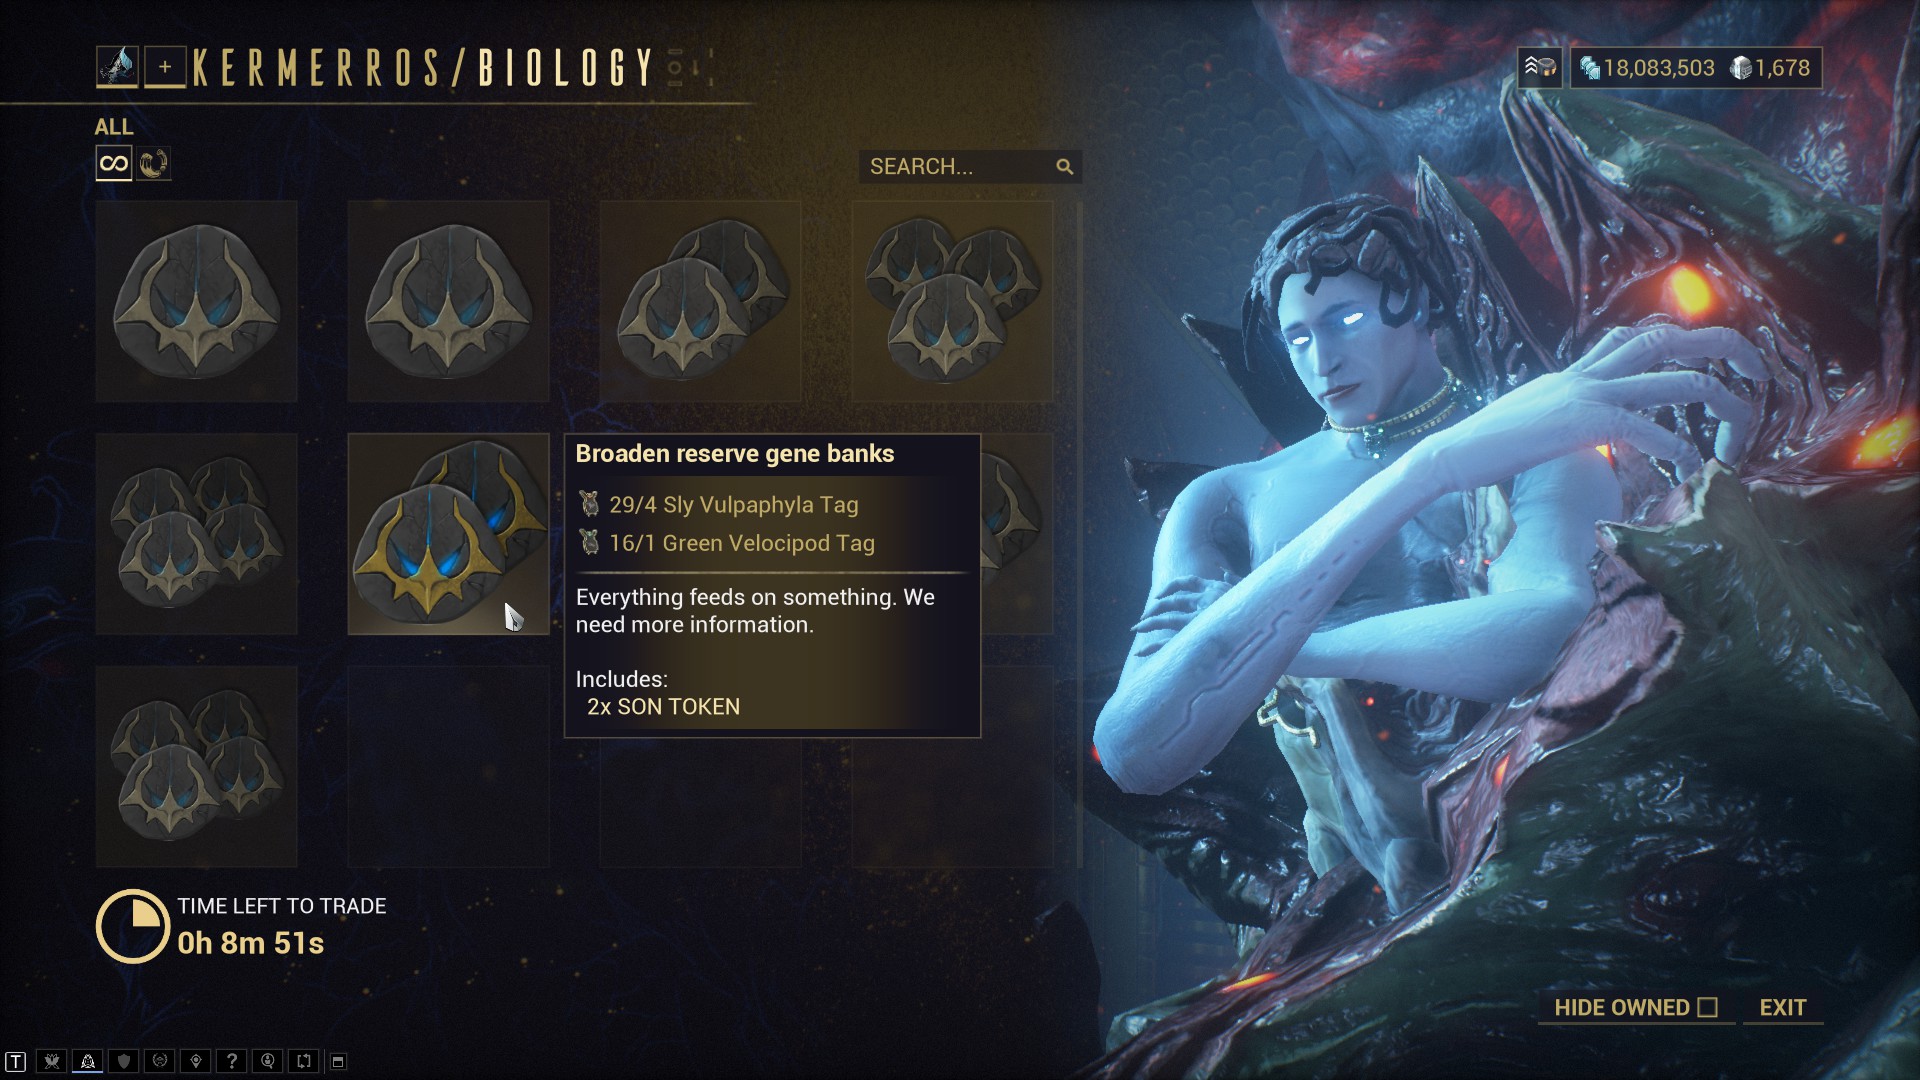 KERMERROS/BIOLOGY
18,083,503 1,678
ALL
SEARCH...
Broaden reserve gene banks
29/4 Sly Vulpaphyla Tag
16/1 Green Velocipod Tag
Everything feeds on something. We
need more information.
Includes:
2x SON TOKEN
TIME LEFT TO TRADE
0h 8m 51s
HIDE OWNED
EXIT
T
?